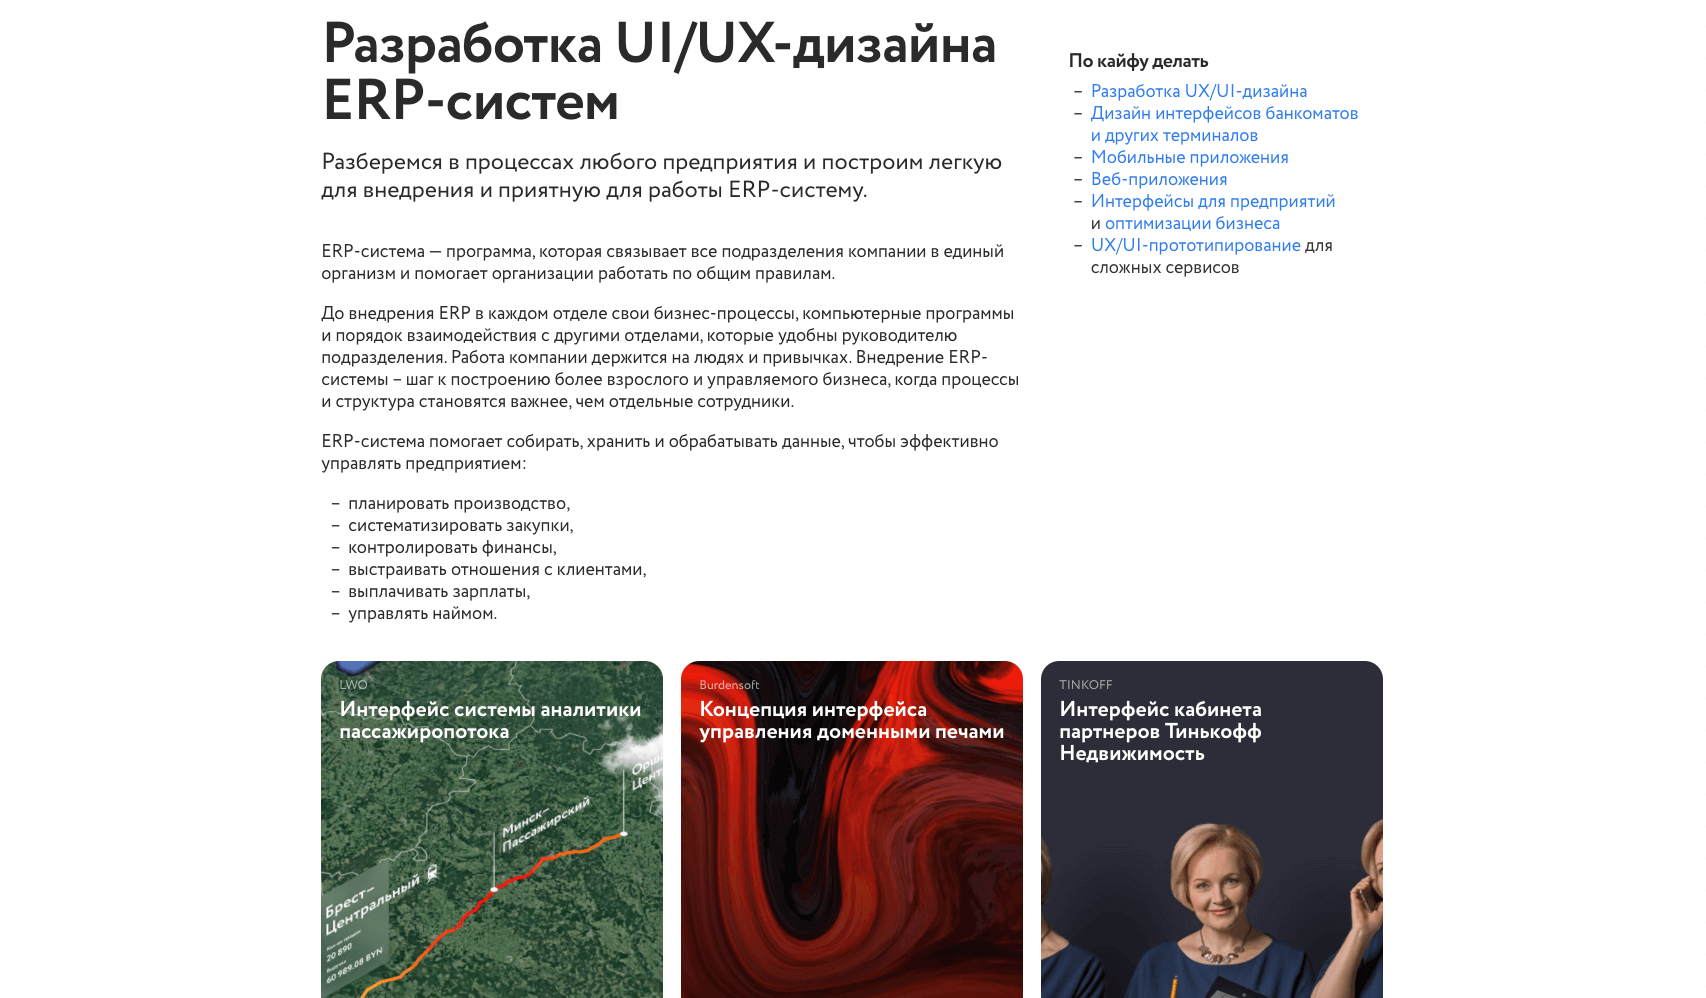 Разработка UI/UX-дизайна
ERP-систем
Разберемся в процессах любого предприятия и построим легкую
для внедрения и приятную для работы ERP-систему.
ERP-система — программа, которая связывает все подразделения компании в единый
организм и помогает организации работать по общим правилам.
До внедрения ERP в каждом отделе свои бизнес-процессы, компьютерные программы
и порядок взаимодействия с другими отделами, которые удобны руководителю
подразделения. Работа компании держится на людях и привычках. Внедрение ERP-
системы – шаг к построению более взрослого и управляемого бизнеса, когда процессы
и структура становятся важнее, чем отдельные сотрудники.
ERP-система помогает собирать, хранить и обрабатывать данные, чтобы эффективно
управлять предприятием:
– планировать производство,
– систематизировать закупки,
– контролировать финансы,
– выстраивать отношения с клиентами,
– выплачивать зарплаты,
– управлять наймом.
По кайфу делать
– Разработка UX/UI-дизайна
– Дизайн интерфейсов банкоматов
и других терминалов
– Мобильные приложения
– Веб-приложения
– Интерфейсы для предприятий
и оптимизации бизнеса
– UX/UI-прототипирование для
сложных сервисов
LWO
Интерфейс системы аналитики
пассажиропотока
Минск–
Пассажирский
Брест–
Центральный
20 890
60 989.08 BYN
Burdensoft
Концепция интерфейса
управления доменными печами
TINKOFF
Интерфейс кабинета
партнеров Тинькофф
Недвижимость